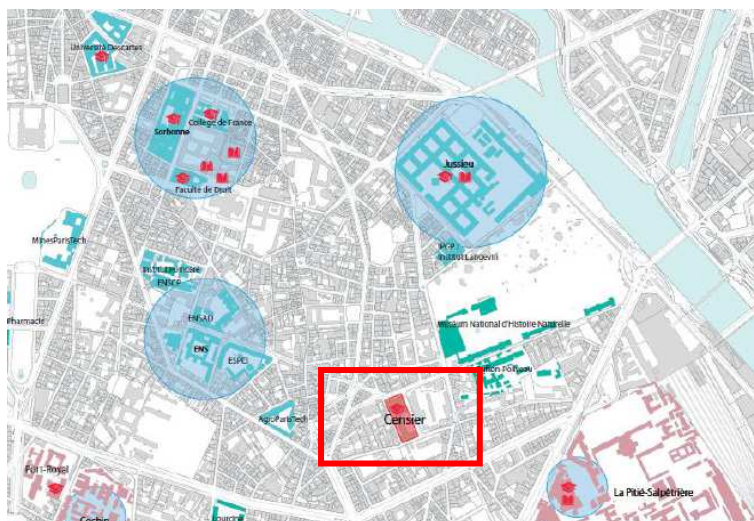 Université Descartes
Collège de France
Sorbonne
Faculté de Droit
Jussieu
MinesParisTech
IPGP /
Institut Langevin
Institut Curie
ENSCP
ENSAD
ENS
ESPCI
Pharmacie
Muséum National d'Histoire Naturelle
AgroParisTech
Censier
Port-Royal
Cochin
Lourcine
La Pitié-Salpêtrière